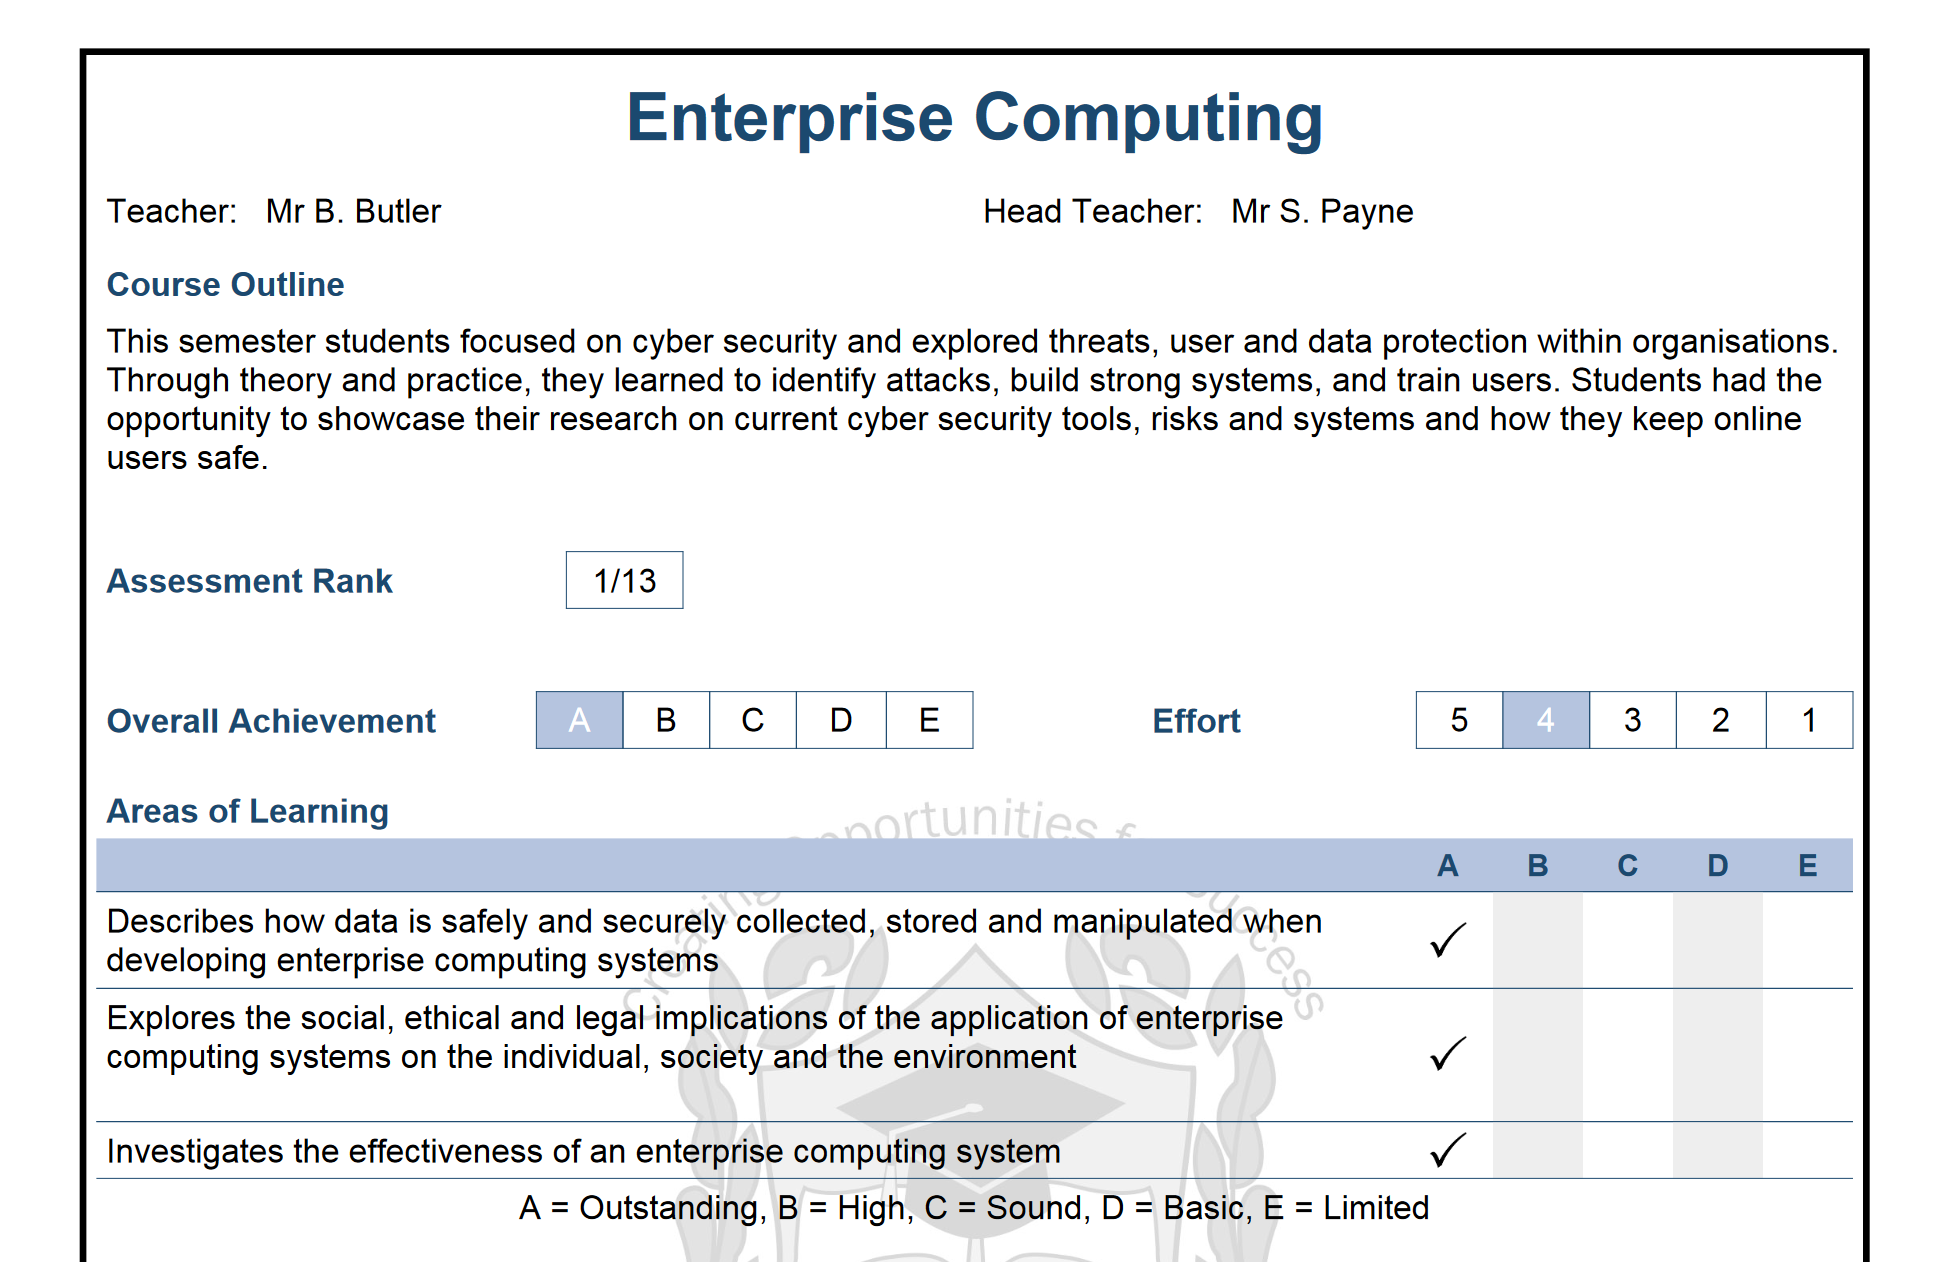 Enterprise Computing
Teacher: Mr B. Butler Head Teacher: Mr S. Payne
Course Outline
This semester students focused on cyber security and explored threats, user and data protection within organisations.
Through theory and practice, they learned to identify attacks, build strong systems, and train users. Students had the
opportunity to showcase their research on current cyber security tools, risks and systems and how they keep online
users safe.
Assessment Rank 1/13
Overall Achievement A B C D E Effort 5 4 3 2 1
Areas of Learning
A B C D E
Describes how data is safely and securely collected, stored and manipulated when
developing enterprise computing systems
Explores the social, ethical and legal implications of the application of enterprise
computing systems on the individual, society and the environment
Investigates the effectiveness of an enterprise computing system
A = Outstanding, B = High, C = Sound, D = Basic, E = Limited